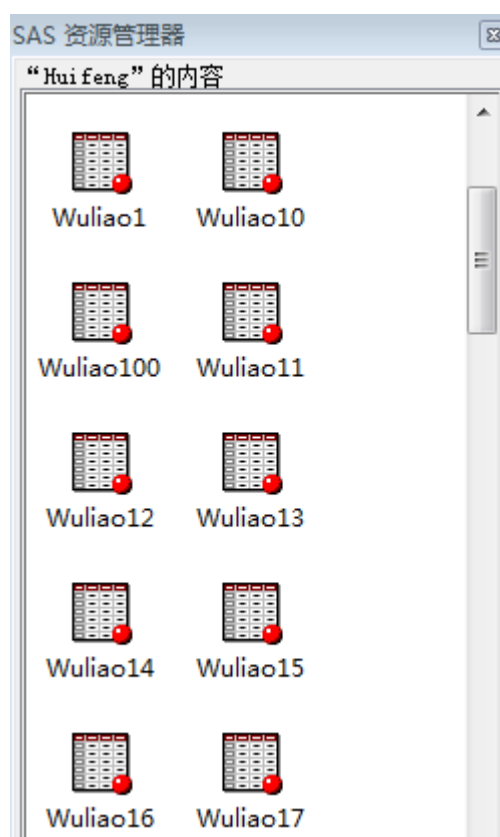 SAS 资源管理器
“Huifeng”的内容
Wuliao1 Wuliao10
Wuliao100 Wuliao11
Wuliao12 Wuliao13
Wuliao14 Wuliao15
Wuliao16 Wuliao17